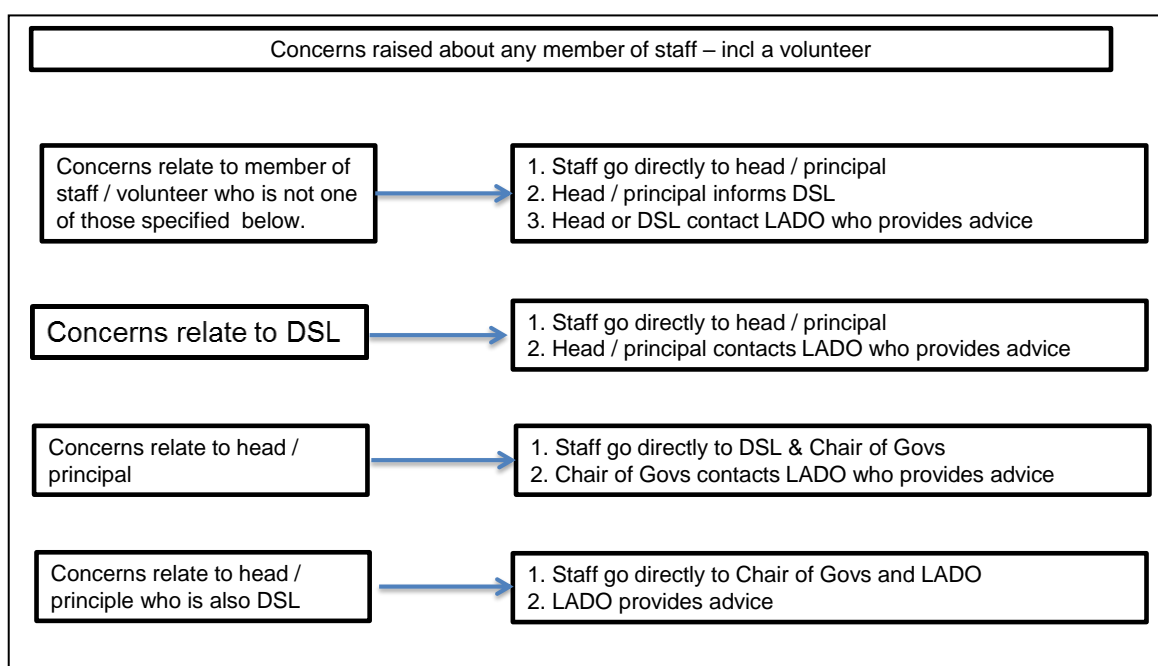 Concerns raised about any member of staff – incl a volunteer
Concerns relate to member of
staff / volunteer who is not one
of those specified below.
1. Staff go directly to head / principal
2. Head / principal informs DSL
3. Head or DSL contact LADO who provides advice
Concerns relate to DSL
1. Staff go directly to head / principal
2. Head / principal contacts LADO who provides advice
Concerns relate to head /
principal
1. Staff go directly to DSL & Chair of Govs
2. Chair of Govs contacts LADO who provides advice
Concerns relate to head /
principle who is also DSL
1. Staff go directly to Chair of Govs and LADO
2. LADO provides advice